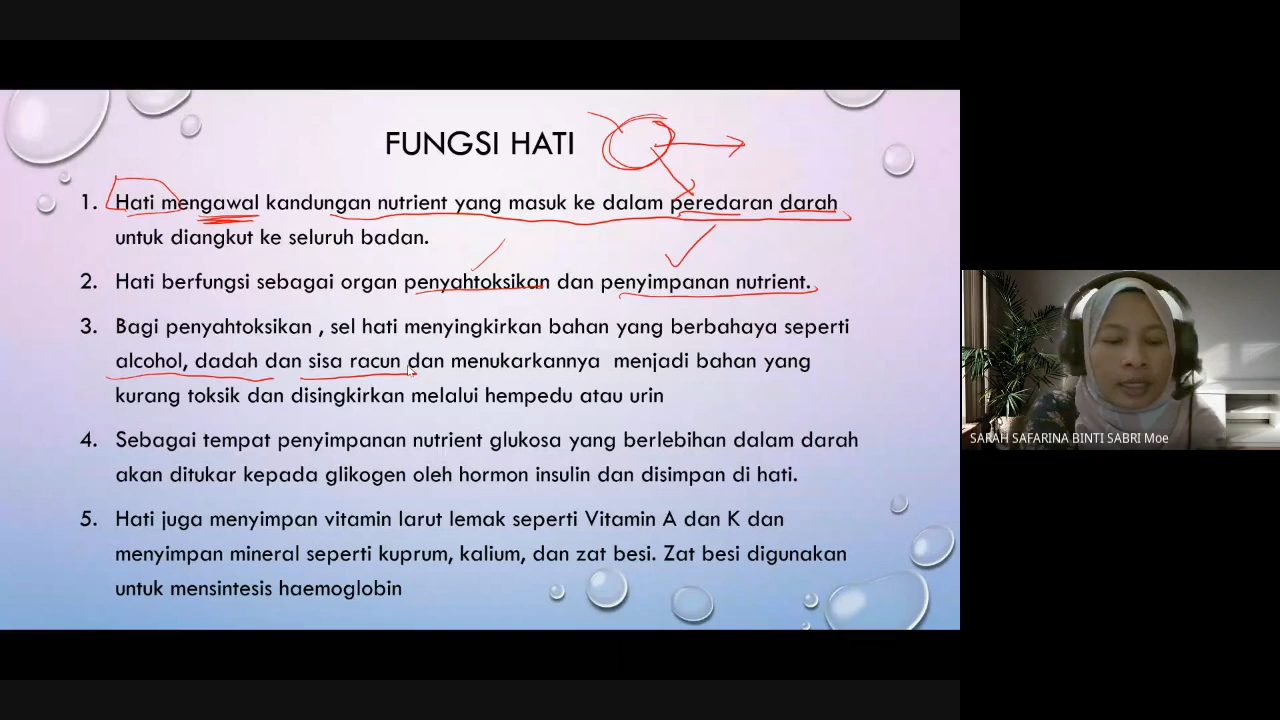 FUNGSI HATI
1. Hati mengawal kandungan nutrient yang masuk ke dalam peredaran darah
untuk diangkut ke seluruh badan.
2. Hati berfungsi sebagai organ penyahtoksikan dan penyimpanan nutrient.
3. Bagi penyahtoksikan , sel hati menyingkirkan bahan yang berbahaya seperti
alcohol, dadah dan sisa racun dan menukarkannya menjadi bahan yang
kurang toksik dan disingkirkan melalui hempedu atau urin
4. Sebagai tempat penyimpanan nutrient glukosa yang berlebihan dalam darah
akan ditukar kepada glikogen oleh hormon insulin dan disimpan di hati.
5. Hati juga menyimpan vitamin larut lemak seperti Vitamin A dan K dan
menyimpan mineral seperti kuprum, kalium, dan zat besi. Zat besi digunakan
untuk mensintesis haemoglobin
SARAH SAFARINA BINTI SABRI Moe